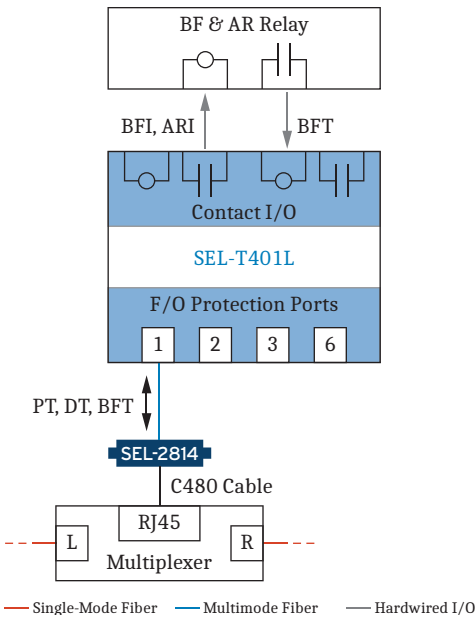 BF & AR Relay
BFI, ARI
BFT
Contact I/O
SEL-T401L
F/O Protection Ports
1 2 3 6
PT, DT, BFT
SEL-2814
C480 Cable
RJ45
L R
Multiplexer
Single-Mode Fiber Multimode Fiber Hardwired I/O